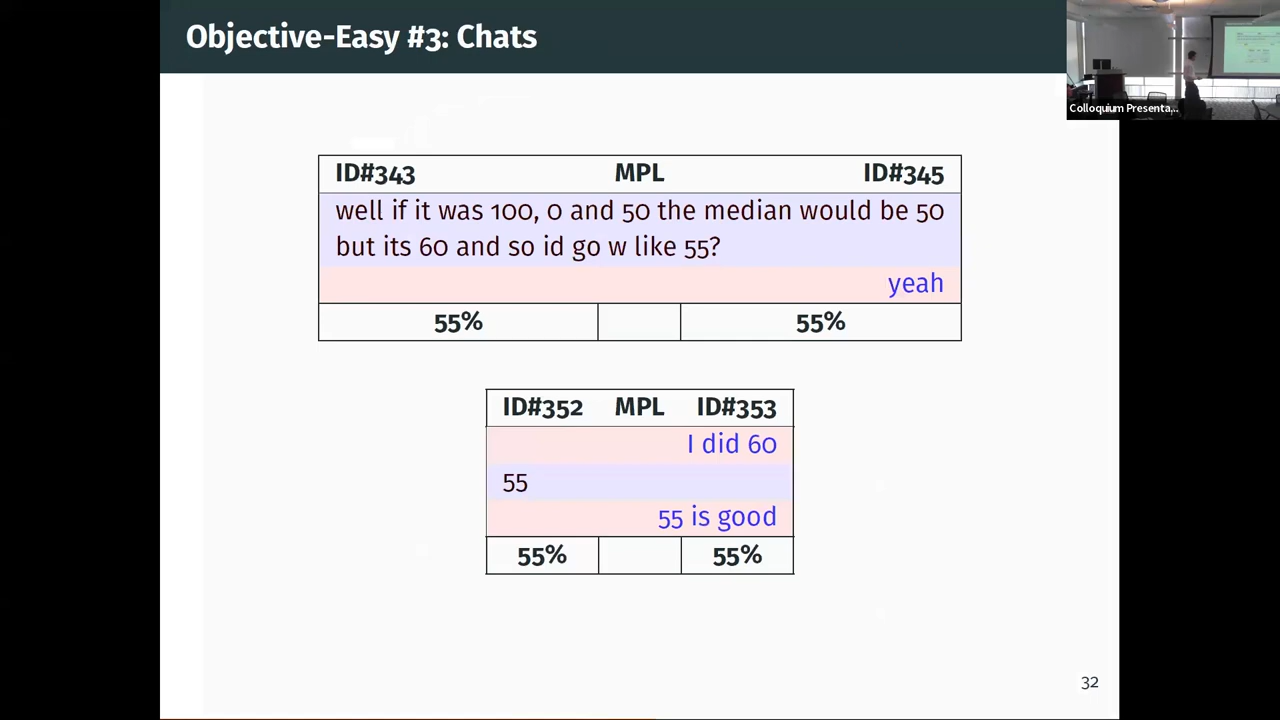 Objective-Easy #3: Chats
Colloquium Presenta...
ID#343 MPL ID#345
well if it was 100, 0 and 50 the median would be 50
but its 60 and so id go w like 55?
yeah
55% 55%
ID#352 MPL ID#353
I did 60
55
55 is good
55% 55%
32